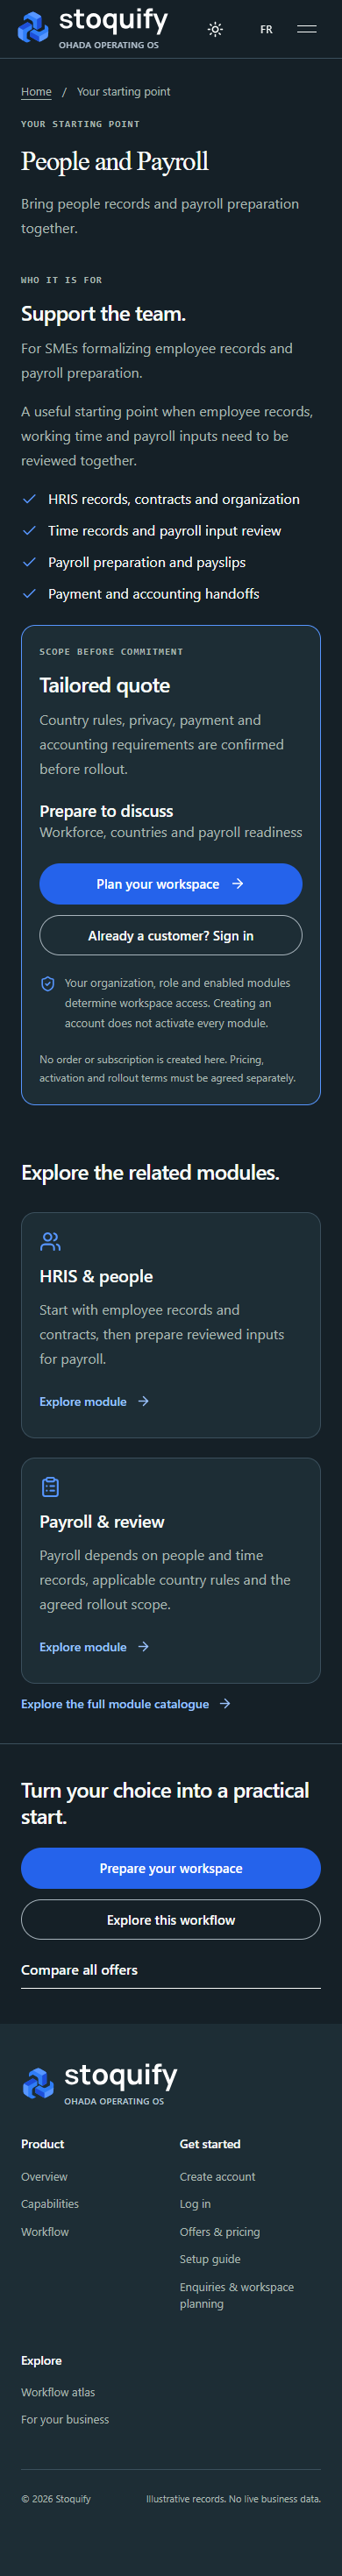 stoquify
OHADA OPERATING OS
FR
Home / Your starting point
YOUR STARTING POINT
People and Payroll
Bring people records and payroll preparation
together.
WHO IT IS FOR
Support the team.
For SMEs formalizing employee records and
payroll preparation.
A useful starting point when employee records,
working time and payroll inputs need to be
reviewed together.
HRIS records, contracts and organization
Time records and payroll input review
Payroll preparation and payslips
Payment and accounting handoffs
SCOPE BEFORE COMMITMENT
Tailored quote
Country rules, privacy, payment and
accounting requirements are confirmed
before rollout.
Prepare to discuss
Workforce, countries and payroll readiness
Plan your workspace
Already a customer? Sign in
Your organization, role and enabled modules
determine workspace access. Creating an
account does not activate every module.
No order or subscription is created here. Pricing,
activation and rollout terms must be agreed separately.
Explore the related modules.
HRIS & people
Start with employee records and
contracts, then prepare reviewed inputs
for payroll.
Explore module
Payroll & review
Payroll depends on people and time
records, applicable country rules and the
agreed rollout scope.
Explore module
Explore the full module catalogue
Turn your choice into a practical
start.
Prepare your workspace
Explore this workflow
Compare all offers
stoquify
OHADA OPERATING OS
Product
Overview
Capabilities
Workflow
Get started
Create account
Log in
Offers & pricing
Setup guide
Enquiries & workspace
planning
Explore
Workflow atlas
For your business
© 2026 Stoquify
Illustrative records. No live business data.